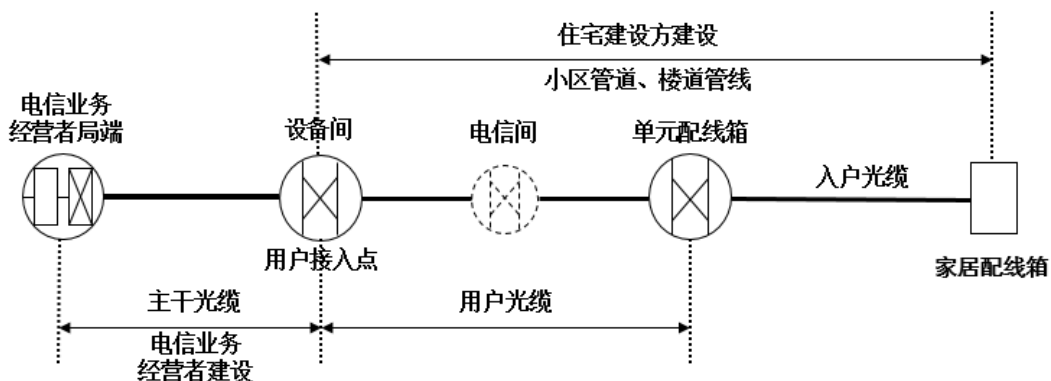 住宅建设方建设
小区管道、楼道管线
电信业务
经营者局端
设备间
电信间
单元配线箱
入户光缆
用户接入点
家居配线箱
主干光缆
用户光缆
电信业务
经营者建设